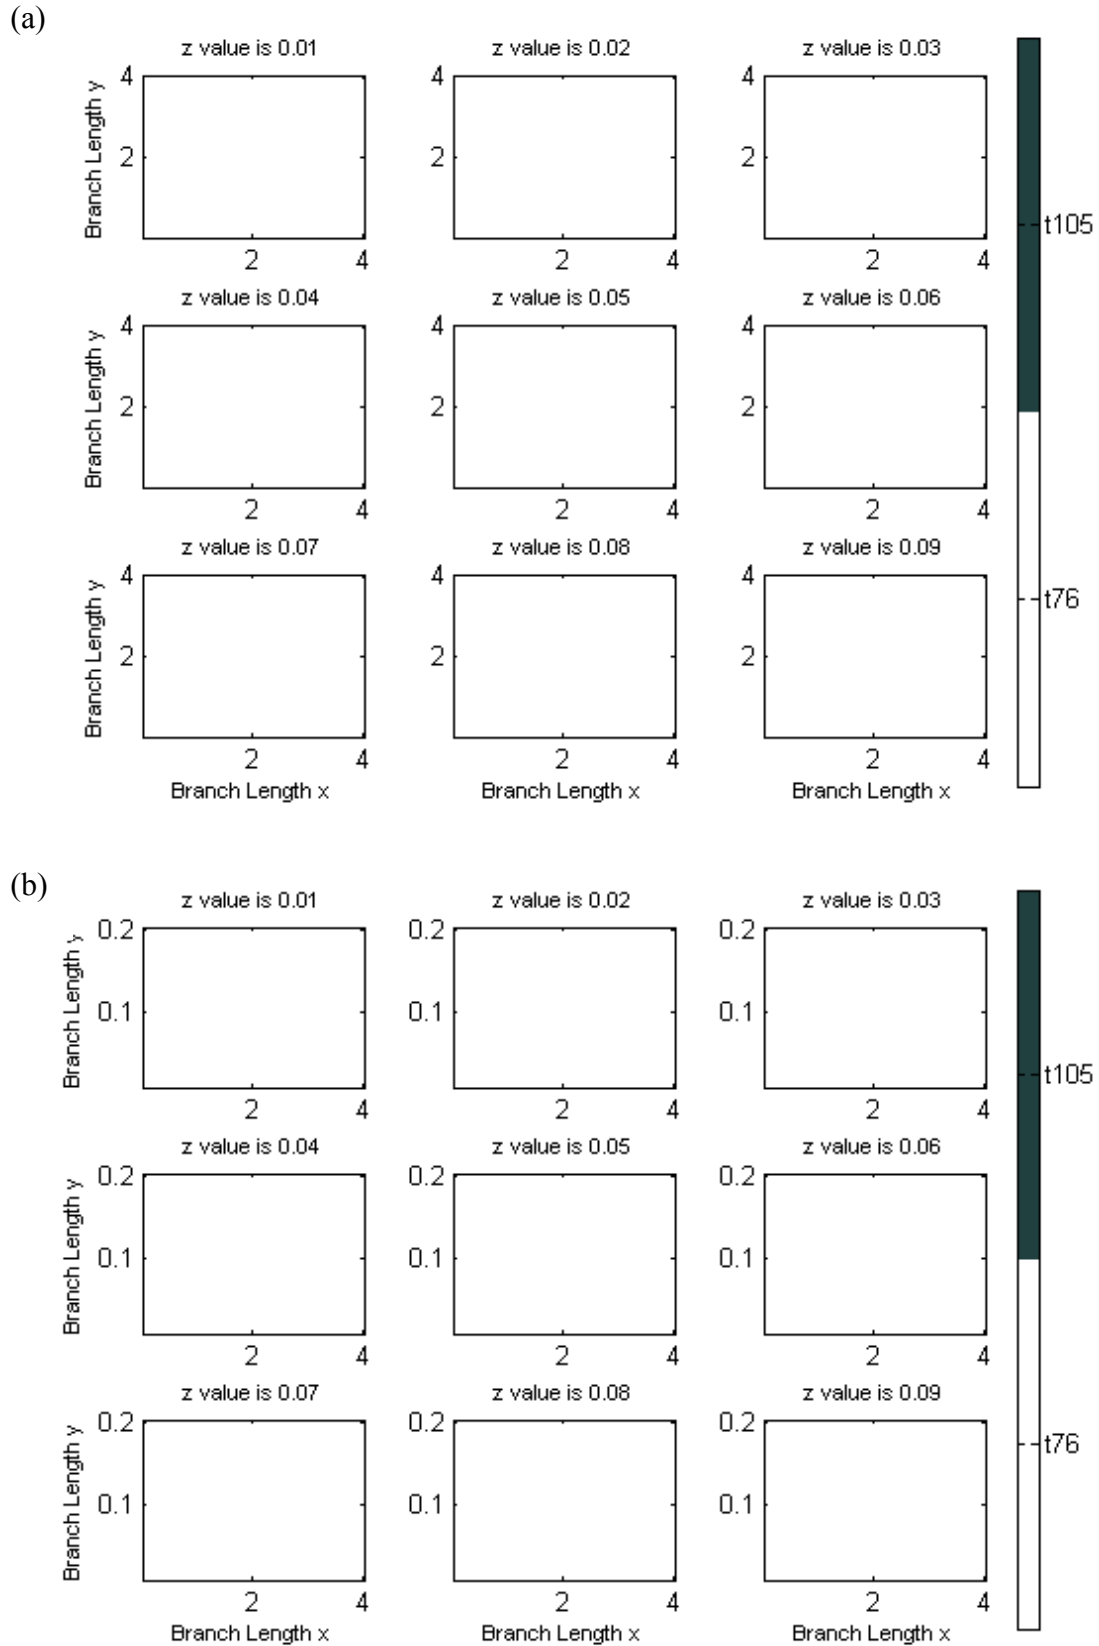 (a)
z value is 0.01 z value is 0.02 z value is 0.03
Branch Length y
4 4 4
2 2 2
2 4 2 4 2 4
t105
z value is 0.04 z value is 0.05 z value is 0.06
Branch Length y
4 4 4
2 2 2
2 4 2 4 2 4
z value is 0.07 z value is 0.08 z value is 0.09
Branch Length y
4 4 4
t76
2 2 2
2 4 2 4 2 4
Branch Length x Branch Length x Branch Length x
(b)
z value is 0.01 z value is 0.02 z value is 0.03
Branch Length y
0.2 0.2 0.2
0.1 0.1 0.1
t105
2 4 2 4 2 4
z value is 0.04 z value is 0.05 z value is 0.06
Branch Length y
0.2 0.2 0.2
0.1 0.1 0.1
2 4 2 4 2 4
z value is 0.07 z value is 0.08 z value is 0.09
Branch Length y
0.2 0.2 0.2
t76
0.1 0.1 0.1
2 4 2 4 2 4
Branch Length x Branch Length x Branch Length x